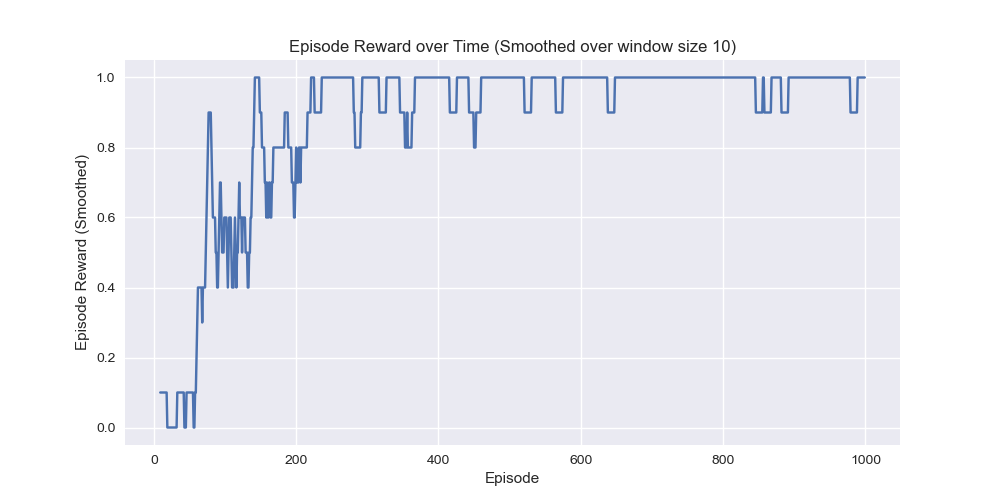 Episode Reward over Time (Smoothed over window size 10)
Episode Reward (Smoothed)
1.0
0.8
0.6
0.4
0.2
0.0
0 200 400 600 800 1000
Episode